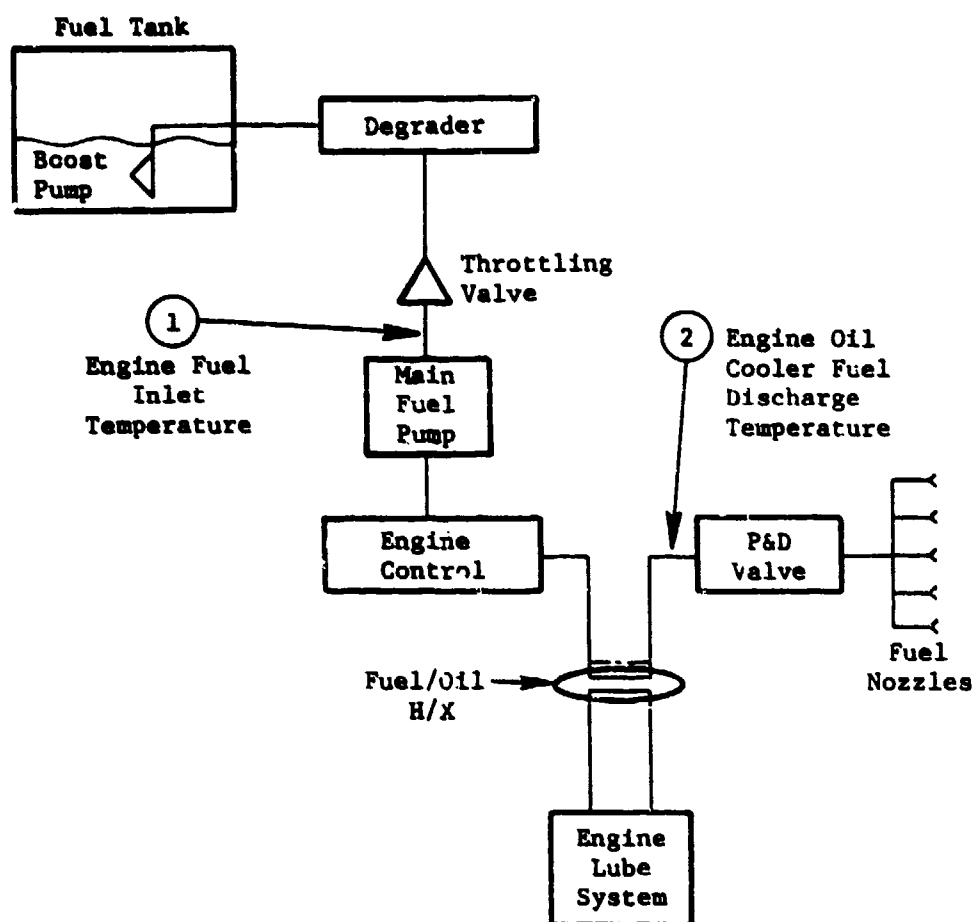 Fuel Tank
Boost
Pump
Degrader
Throttling
Valve
1
Engine Fuel
Inlet
Temperature
Main
Fuel
Pump
2
Engine Oil
Cooler Fuel
Discharge
Temperature
Engine
Control
P&D
Valve
Fuel
Nozzles
Fuel/Oil
H/X
Engine
Lube
System